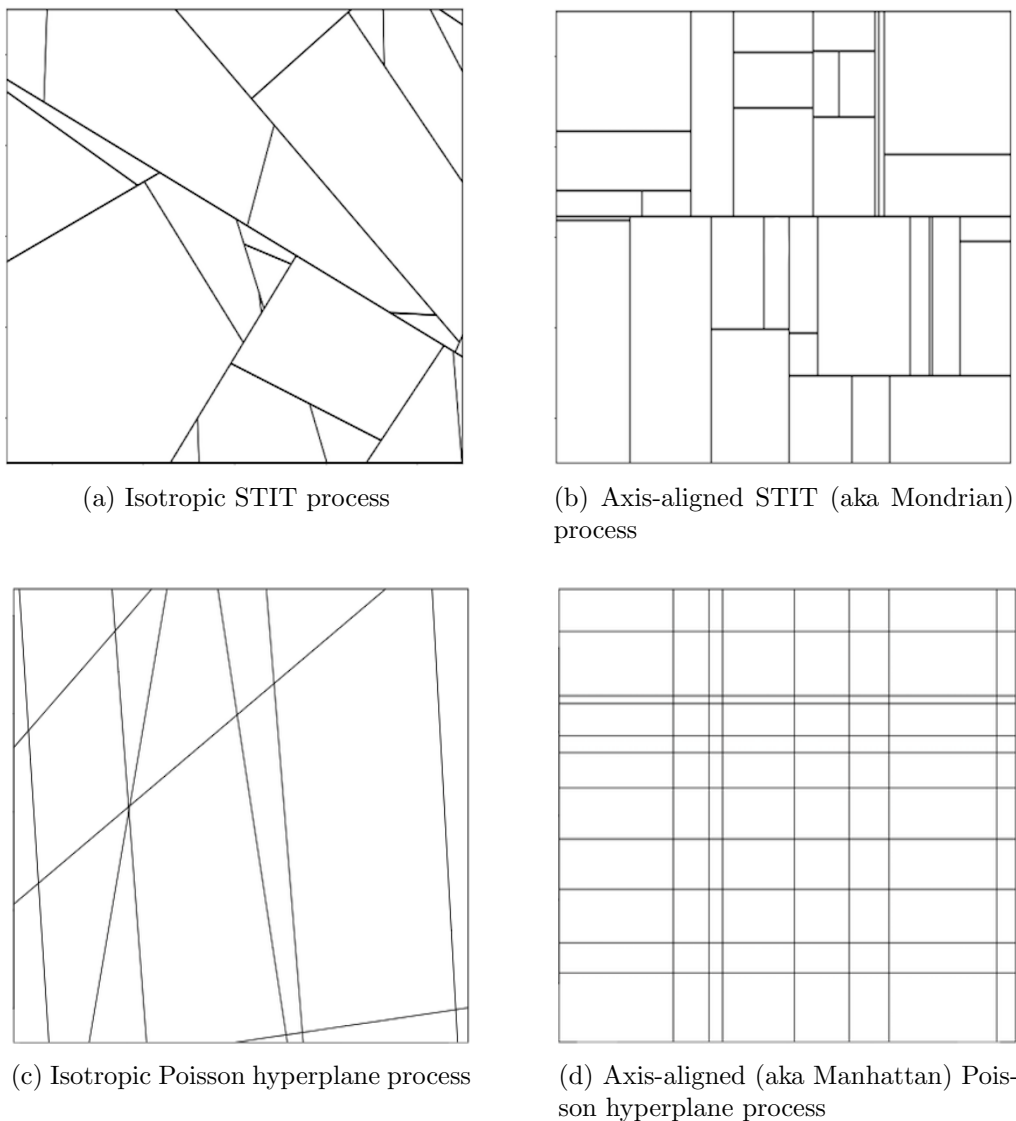 (a) Isotropic STIT process
(b) Axis-aligned STIT (aka Mondrian)
process
(c) Isotropic Poisson hyperplane process
(d) Axis-aligned (aka Manhattan) Pois-
son hyperplane process